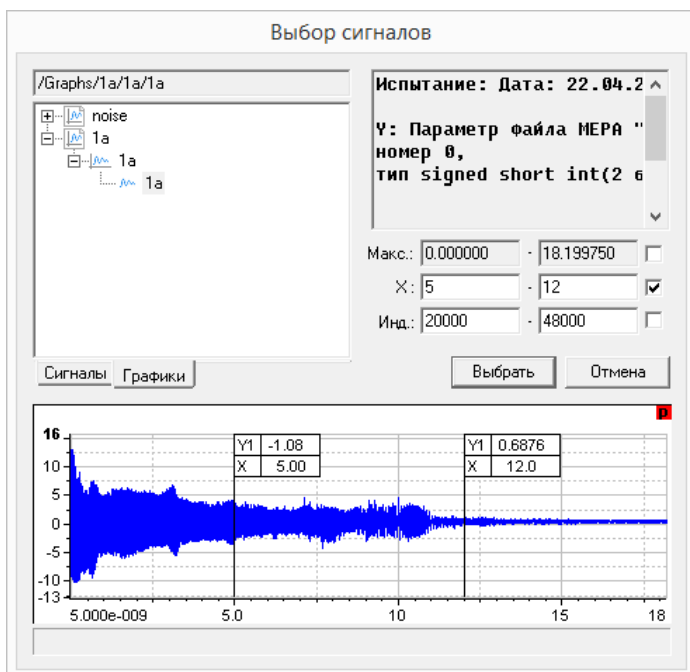 Выбор сигналов
/Graphs/1a/1a/1a
noise
1a
1a
1a
Сигналы Графики
Испытание: Дата: 22.04.2
Y: Параметр файла МЕРА "
номер 0,
тип signed short int(2 б
Макс.: 0.000000 - 18.199750
X: 5 - 12
Инд.: 20000 - 48000
Выбрать Отмена
p
16
10
5
0
-5
-10
-13
Y1 -1.08
X 5.00
Y1 0.6876
X 12.0
5.000e-009 5.0 10 15 18